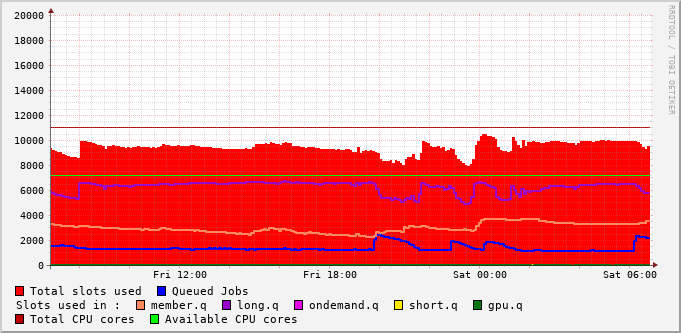 RRDTOOL / TOBI OETIKER
20000
18000
16000
14000
12000
10000
8000
6000
4000
2000
0
Fri 12:00 Fri 18:00 Sat 00:00 Sat 06:00
Total slots used Queued Jobs
Slots used in : member.q long.q ondemand.q short.q gpu.q
Total CPU cores Available CPU cores